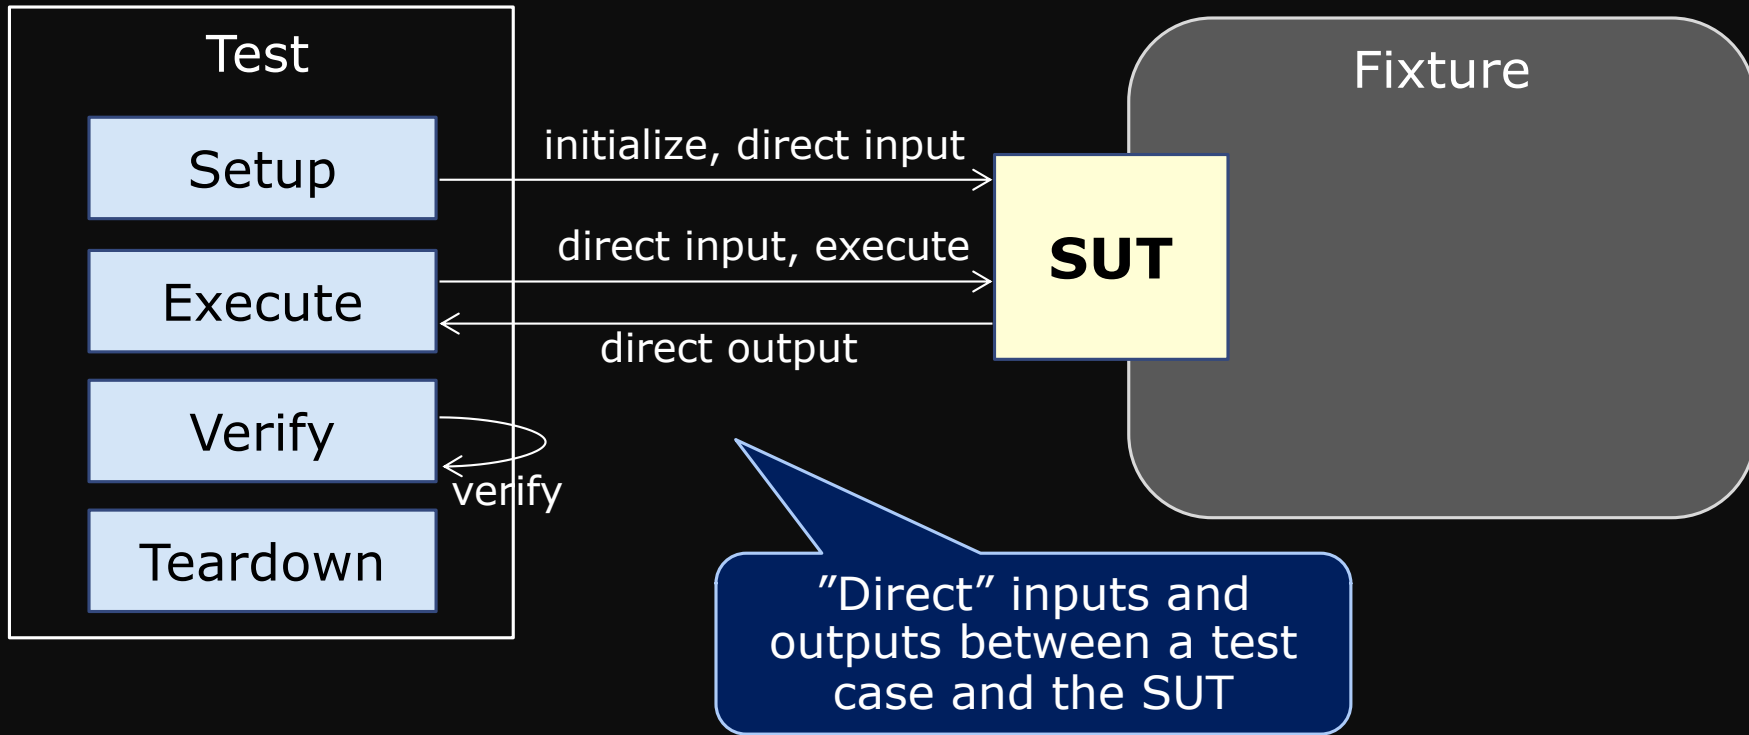 Test
Fixture
Setup
initialize, direct input
SUT
Execute
direct input, execute
direct output
Verify
verify
Teardown
”Direct” inputs and
outputs between a test
case and the SUT